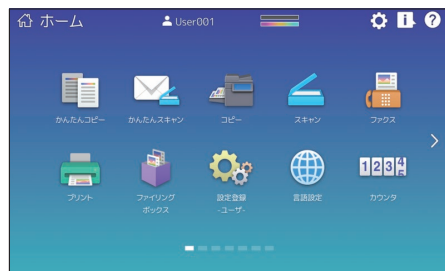 ホーム
User001
かんたんコピー
かんたんスキャン
コピー
スキャン
ファクス
プリント
ファイリング
ボックス
設定登録
-ユーザ-
言語設定
カウンタ